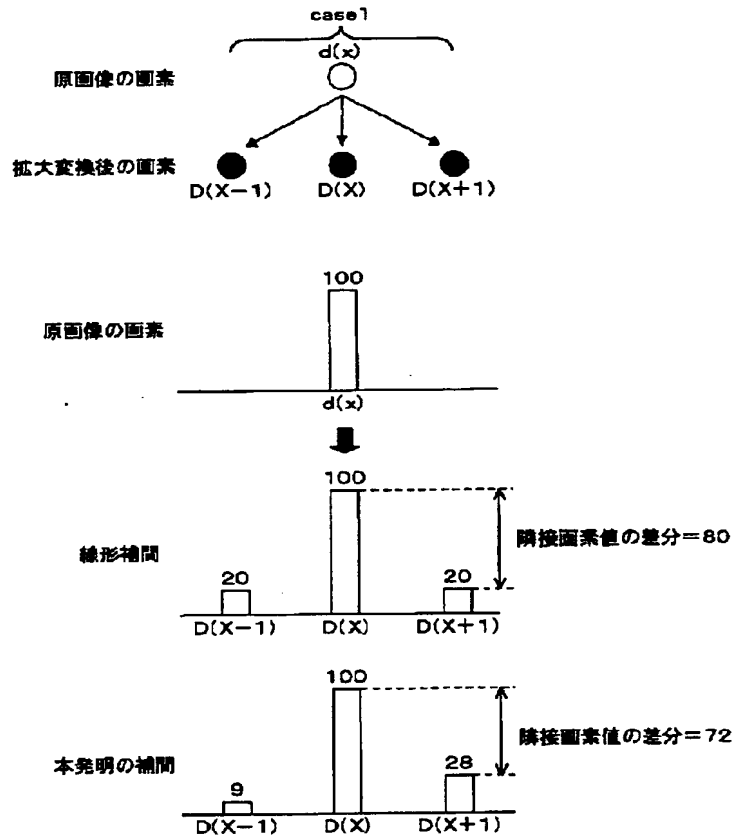 case1
d(x)
原画像の画素
拡大変換後の画素
D(X−1) D(X) D(X+1)
100
原画像の画素
d(x)
100
隣接画素値の差分=80
線形補間
20 20
D(X−1) D(X) D(X+1)
100
隣接画素値の差分=72
本発明の補間
9 28
D(X−1) D(X) D(X+1)